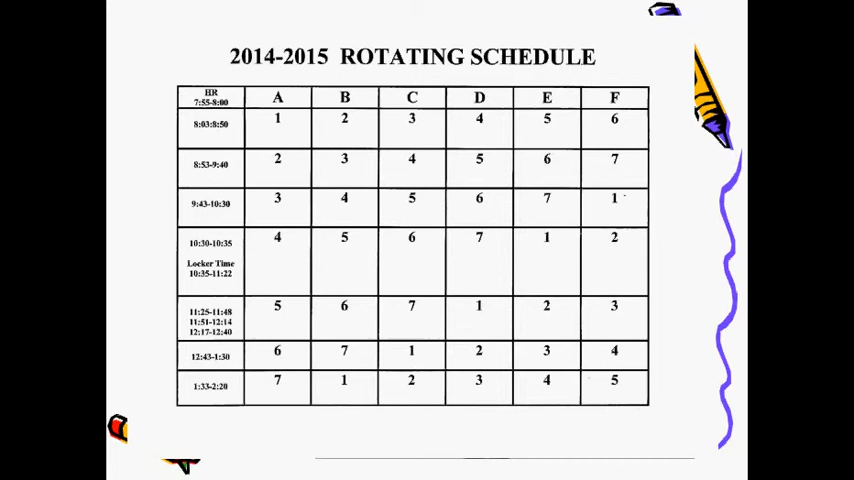 2014-2015 ROTATING SCHEDULE
HR
7:55-8:00 A B C D E F
8:03:8:50 1 2 3 4 5 6
8:53-9:40 2 3 4 5 6 7
9:43-10:30 3 4 5 6 7 1
10:30-10:35 4 5 6 7 1 2
Locker Time
10:35-11:22
11:25-11:48 5 6 7 1 2 3
11:51-12:14
12:17-12:40
12:43-1:30 6 7 1 2 3 4
1:33-2:20 7 1 2 3 4 5